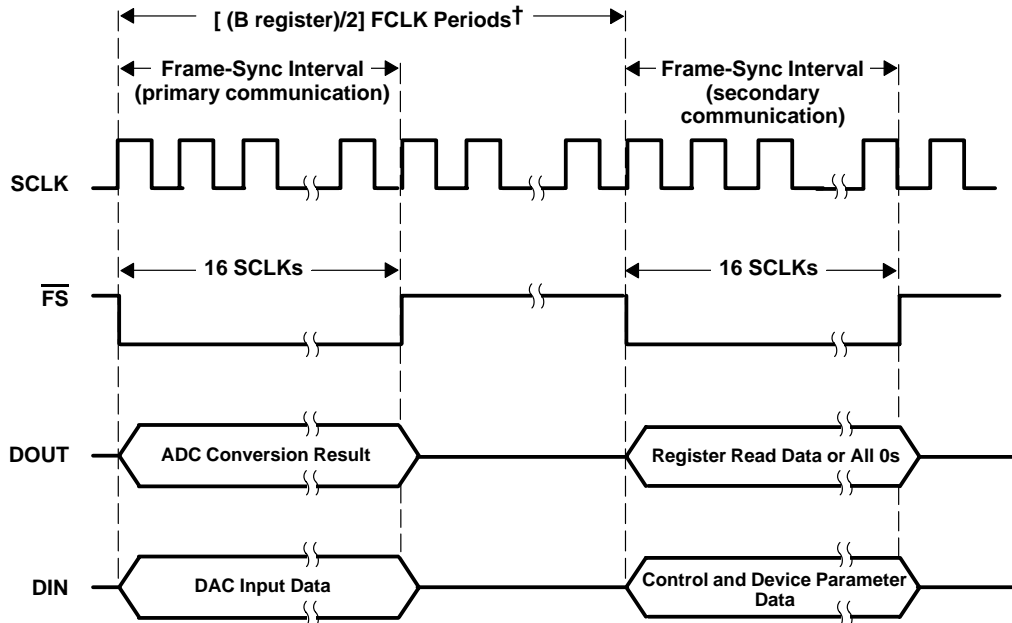 [ (B register)/2] FCLK Periods†
Frame-Sync Interval
(primary communication)
Frame-Sync Interval
(secondary
communication)
SCLK
16 SCLKs
16 SCLKs
FS
DOUT
ADC Conversion Result
Register Read Data or All 0s
DIN
DAC Input Data
Control and Device Parameter
Data